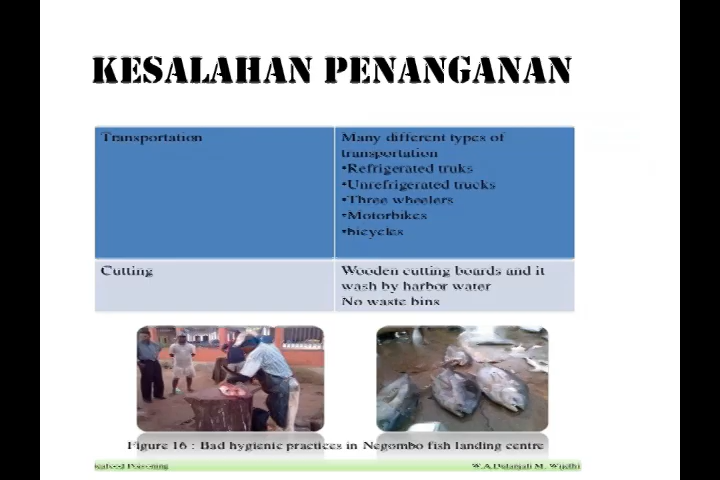 KESALAHAN PENANGANAN
Transportation
Many different types of
transportation
•Refrigerated truks
•Unrefrigerated trucks
•Three wheelers
•Motorbikes
•bicycles
Cutting
Wooden cutting boards and it
wash by harbor water
No waste bins
Figure 16 : Bad hygienic practices in Negombo fish landing centre
Poisoning
W.A.Dulanjali M.